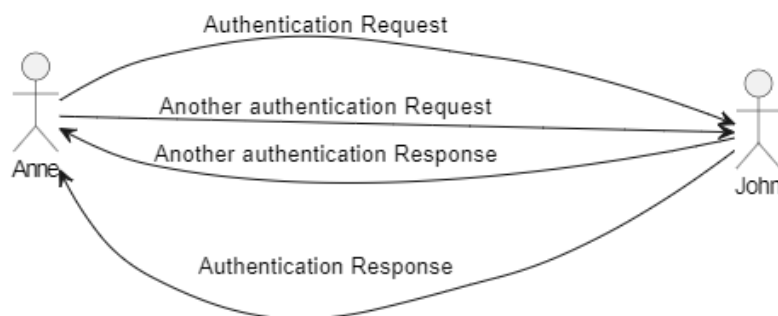 Authentication Request
Another authentication Request
Another authentication Response
Anne
John
Authentication Response